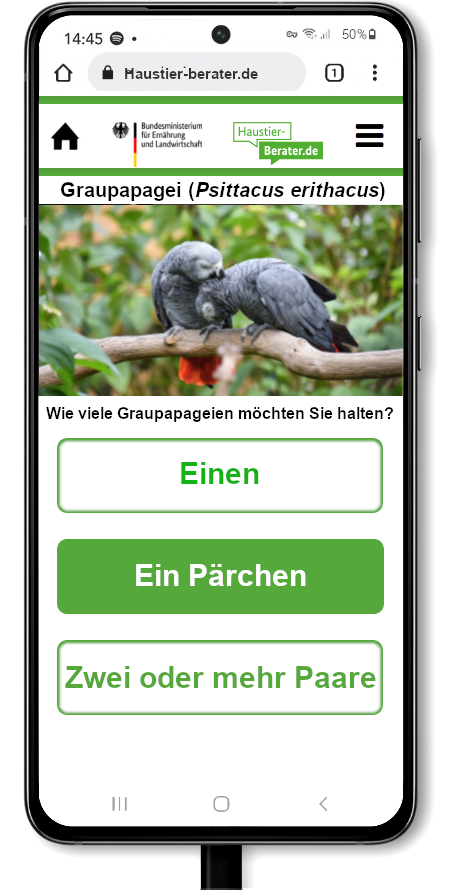 14:45
50%
Haustier-berater.de
1
Bundesministerium
für Ernährung
und Landwirtschaft
Haustier-
Berater.de
Graupapagei (Psittacus erithacus)
Wie viele Graupapageien möchten Sie halten?
Einen
Ein Pärchen
Zwei oder mehr Paare